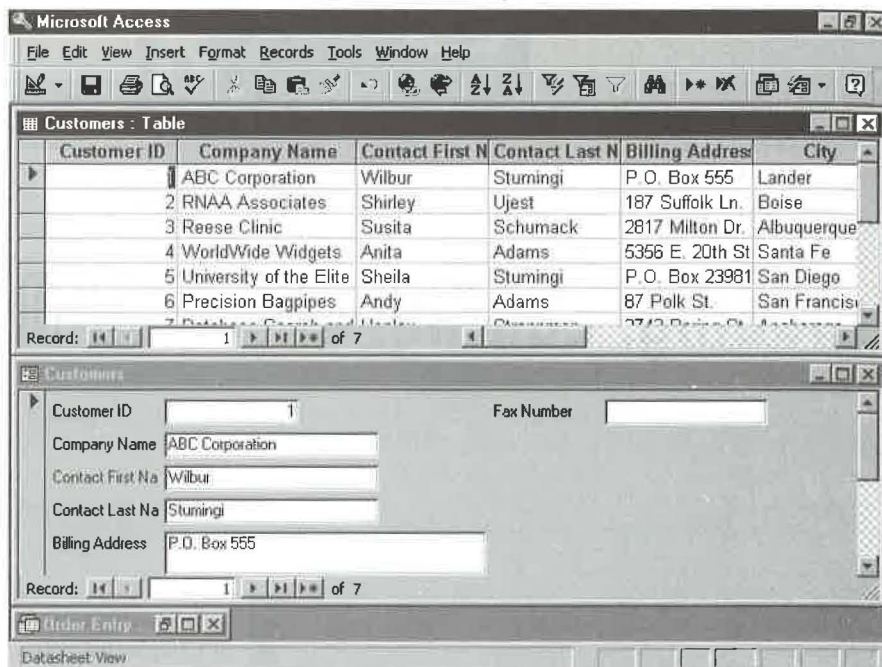 Microsoft Access
File Edit View Insert Format Records Tools Window Help
Customers : Table
Customer ID Company Name Contact First N Contact Last N Billing Addres City
1 ABC Corporation Wilbur Stumingi P.O. Box 555 Lander
2 RNAA Associates Shirley Ujest 187 Suffolk Ln. Boise
3 Reese Clinic Susita Schumack 2817 Milton Dr. Albuquerque
4 WorldWide Widgets Anita Adams 5356 E. 20th St Santa Fe
5 University of the Elite Sheila Stumingi P.O. Box 23981 San Diego
6 Precision Bagpipes Andy Adams 87 Polk St. San Francis
7
Record: 1 of 7
Customers
Customer ID 1 Fax Number
Company Name ABC Corporation
Contact First Na Wilbur
Contact Last Na Stumingi
Billing Address P.O. Box 555
Record: 1 of 7
Order Entry...
Datasheet View